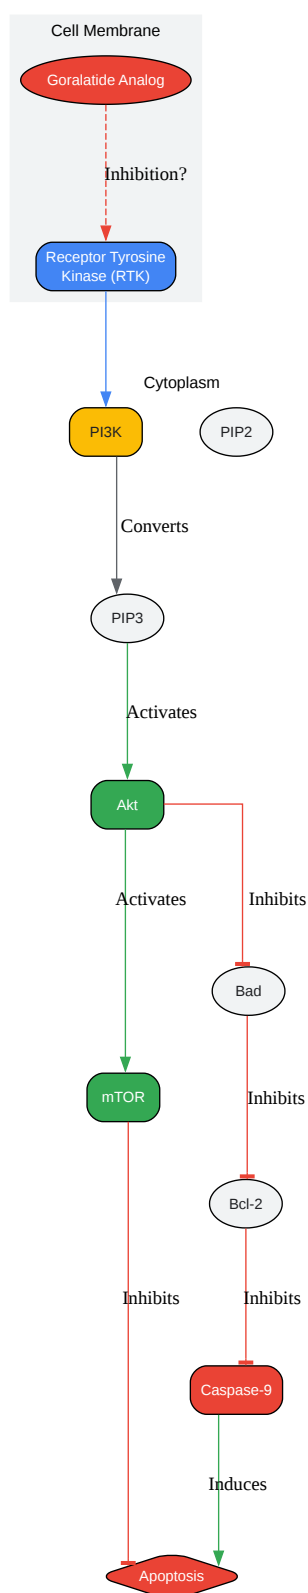 Cell Membrane
Goralatide Analog
Inhibition?
Receptor Tyrosine
Kinase (RTK)
Cytoplasm
PI3K
PIP2
Converts
PIP3
Activates
Akt
Activates
Inhibits
Bad
mTOR
Inhibits
Bcl-2
Inhibits
Inhibits
Caspase-9
Induces
Apoptosis